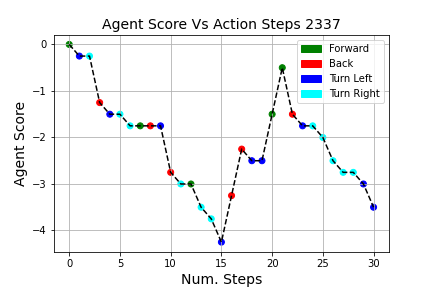 Agent Score Vs Action Steps 2337
Forward
Back
Turn Left
Turn Right
Agent Score
0
−1
−2
−3
−4
0 5 10 15 20 25 30
Num. Steps